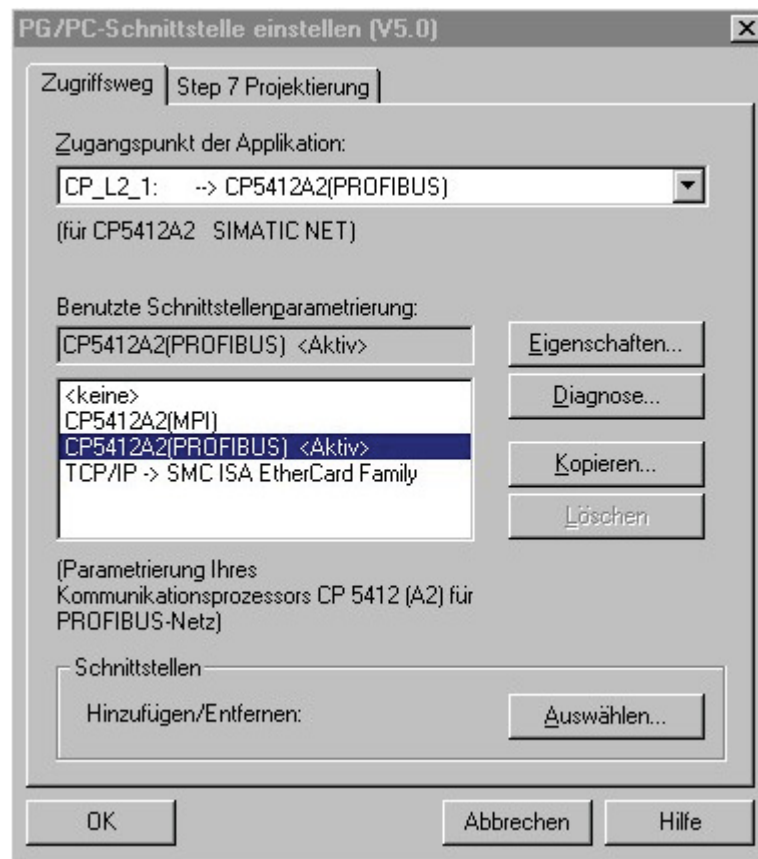 PG/PC-Schnittstelle einstellen (V5.0)
Zugriffsweg
Step 7 Projektierung
Zugangspunkt der Applikation:
CP_L2_1: --> CP5412A2(PROFIBUS)
(für CP5412A2 SIMATIC NET)
Benutzte Schnittstellenparametrierung:
CP5412A2(PROFIBUS) <Aktiv>
Eigenschaften...
<keine>
CP5412A2(MPI)
CP5412A2(PROFIBUS) <Aktiv>
TCP/IP -> SMC ISA EtherCard Family
Diagnose...
Kopieren...
Löschen
(Parametrierung Ihres
Kommunikationsprozessors CP 5412 (A2) für
PROFIBUS-Netz)
Schnittstellen
Hinzufügen/Entfernen:
Auswählen...
OK
Abbrechen
Hilfe